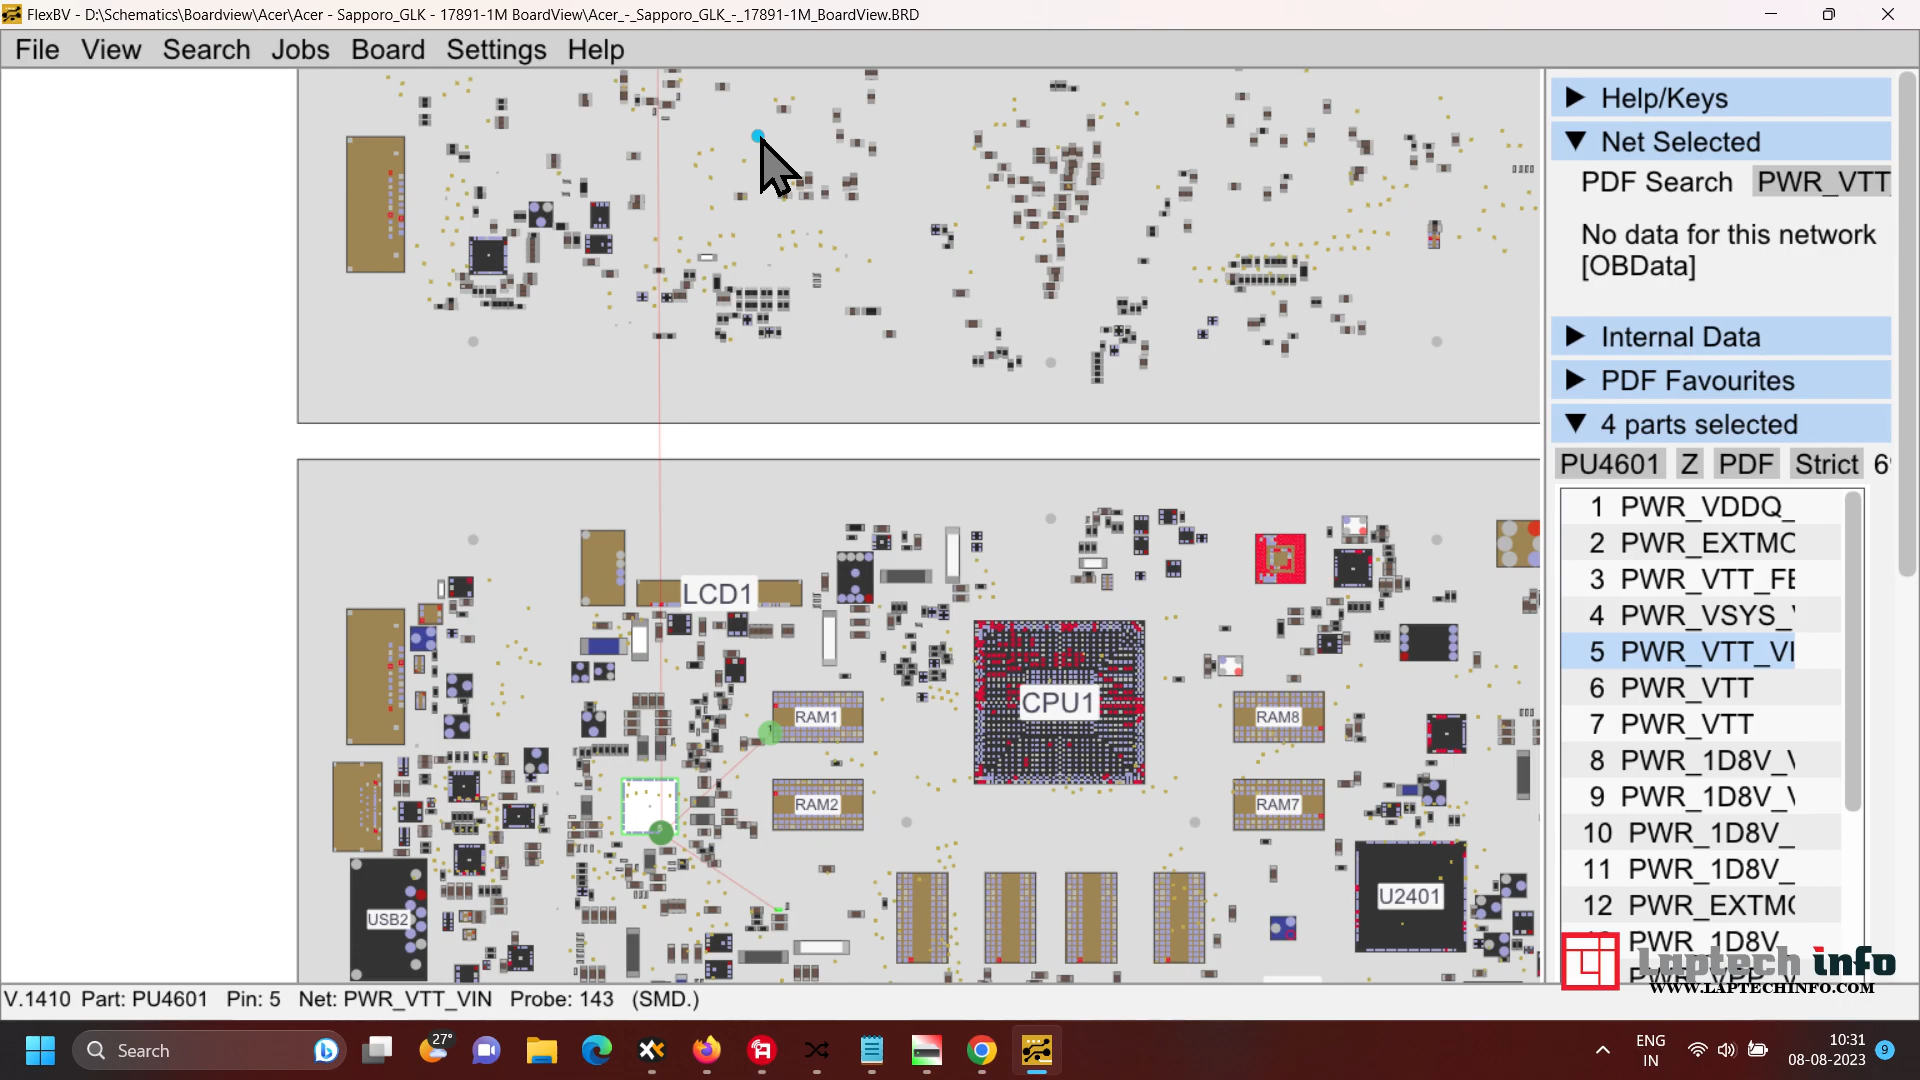 FlexBV - D:\Schematics\Boardview\Acer\Acer - Sapporo_GLK - 17891-1M BoardView\Acer_-_Sapporo_GLK_-_17891-1M_BoardView.BRD
File View Search Jobs Board Settings Help
Help/Keys
Net Selected
PDF Search PWR_VTT
No data for this network
[OBData]
Internal Data
PDF Favourites
4 parts selected
PU4601 Z PDF Strict
1 PWR_VDDQ_
2 PWR_EXTMC
3 PWR_VTT_FE
4 PWR_VSYS_
5 PWR_VTT_VI
6 PWR_VTT
7 PWR_VTT
8 PWR_1D8V_
9 PWR_1D8V_
10 PWR_1D8V_
11 PWR_1D8V_
12 PWR_EXTM
PWR_1D8V_
LCD1
CPU1
RAM1
RAM8
RAM2
RAM7
U2401
USB2
Laptech info
WWW.LAPTECHINFO.COM
V.1410 Part: PU4601 Pin: 5 Net: PWR_VTT_VIN Probe: 143 (SMD.)
Search
27°
ENG
IN
10:31
08-08-2023
9